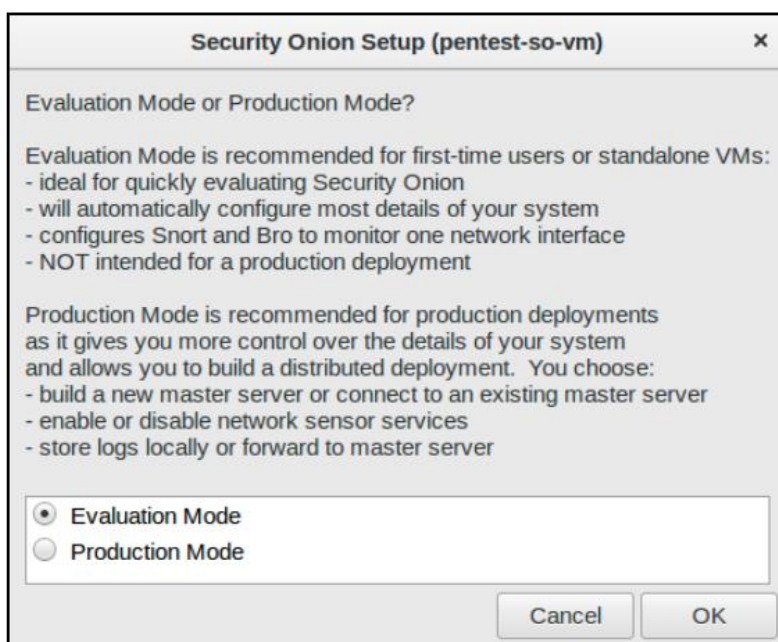 Security Onion Setup (pentest-so-vm) ×
Evaluation Mode or Production Mode?
Evaluation Mode is recommended for first-time users or standalone VMs:
- ideal for quickly evaluating Security Onion
- will automatically configure most details of your system
- configures Snort and Bro to monitor one network interface
- NOT intended for a production deployment
Production Mode is recommended for production deployments
as it gives you more control over the details of your system
and allows you to build a distributed deployment.  You choose:
- build a new master server or connect to an existing master server
- enable or disable network sensor services
- store logs locally or forward to master server
Evaluation Mode
Production Mode
Cancel OK